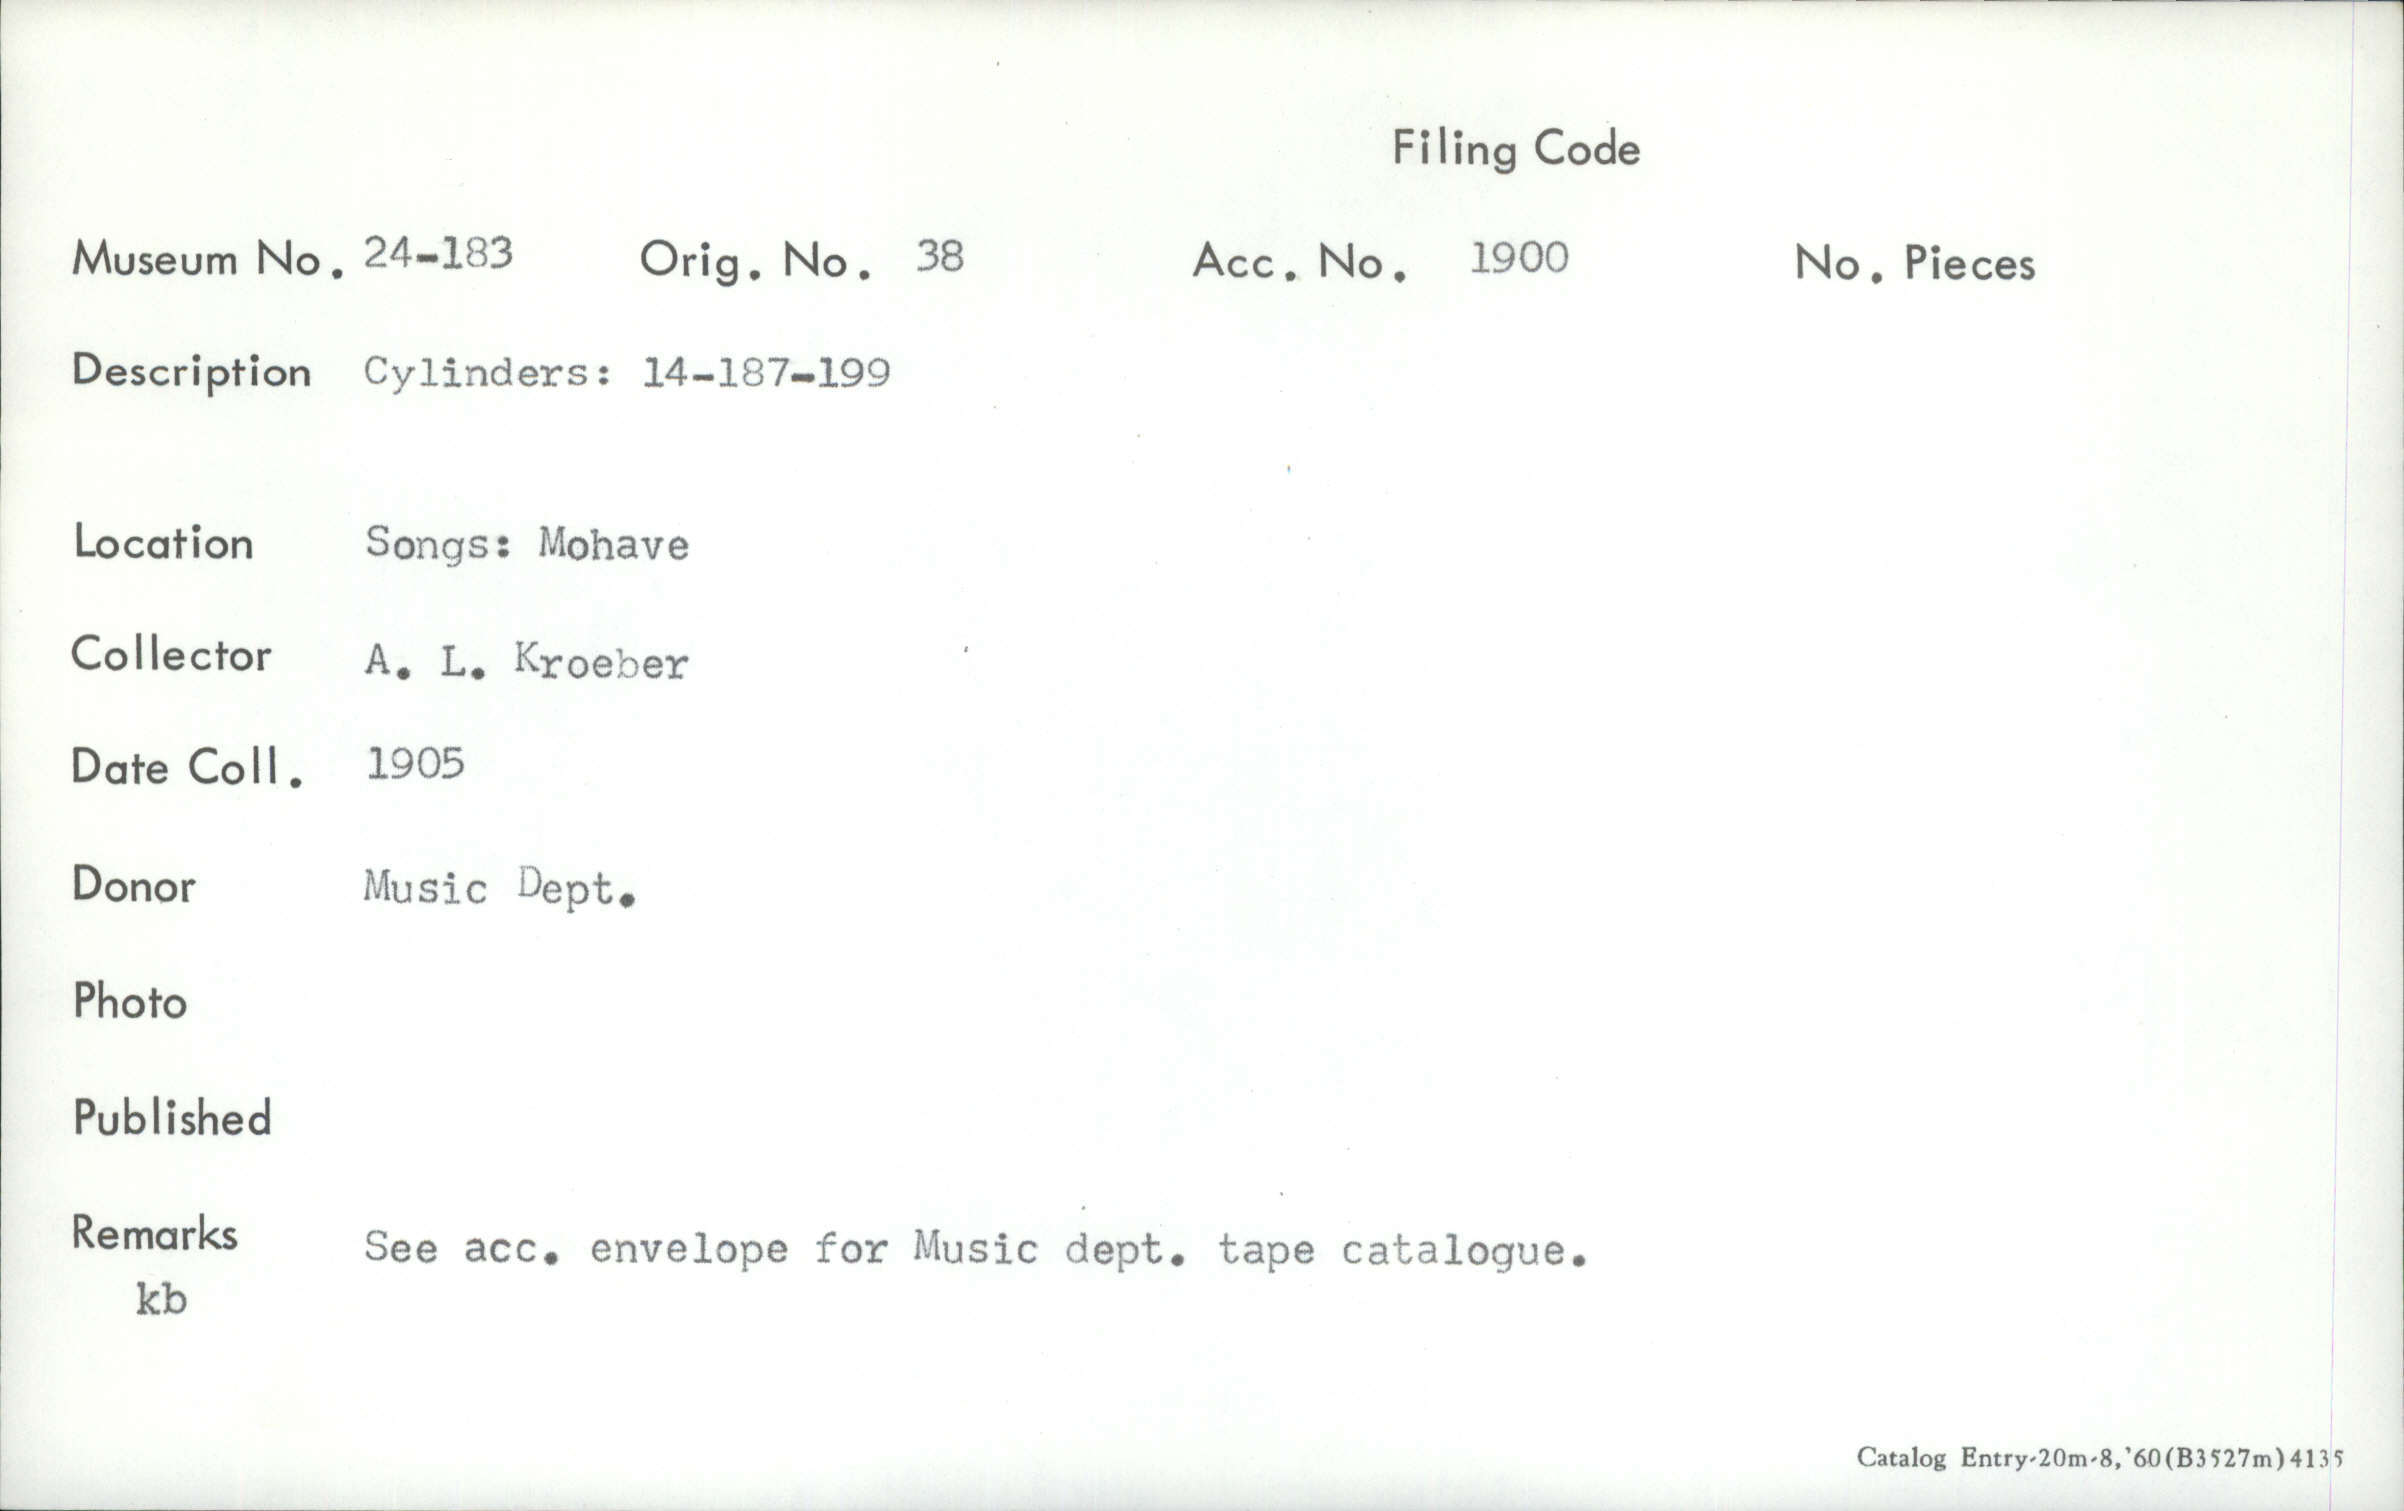 Filing Code
Museum No. 24-183 Orig. No. 38 Acc. No. 1900 No. Pieces
Description Cylinders: 14-187-199
Location Songs: Mohave
Collector A. L. Kroeber
Date Coll. 1905
Donor Music Dept.
Photo
Published
Remarks See acc. envelope for Music dept. tape catalogue.
kb
Catalog Entry-20m-8,'60(B3527m)4135